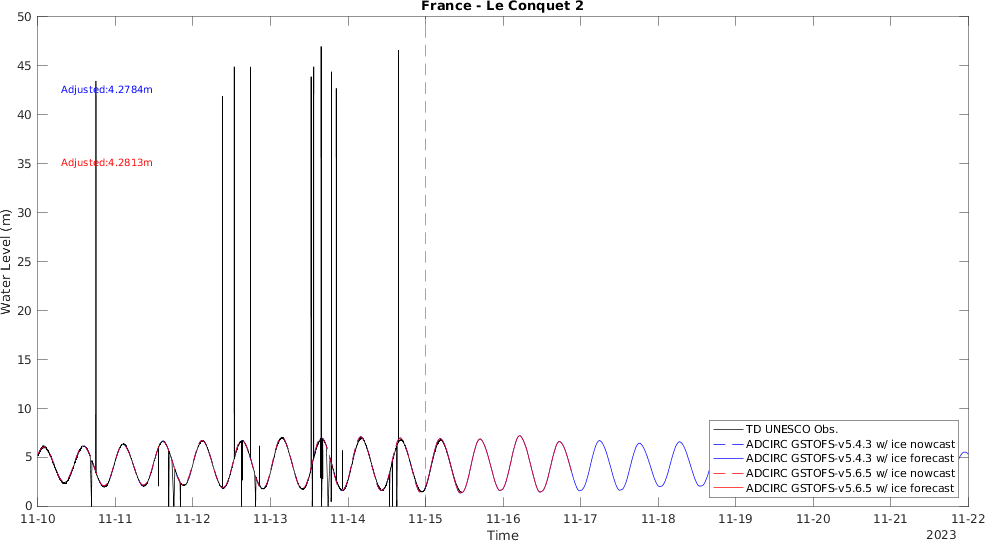 France - Le Conquet 2
50
45
40
35
30
25
20
15
10
5
0
Water Level (m)
Adjusted:4.2784m
Adjusted:4.2813m
TD UNESCO Obs.
ADCIRC GSTOFS-v5.4.3 w/ ice nowcast
ADCIRC GSTOFS-v5.4.3 w/ ice forecast
ADCIRC GSTOFS-v5.6.5 w/ ice nowcast
ADCIRC GSTOFS-v5.6.5 w/ ice forecast
11-10 11-11 11-12 11-13 11-14 11-15 11-16 11-17 11-18 11-19 11-20 11-21 11-22
Time
2023